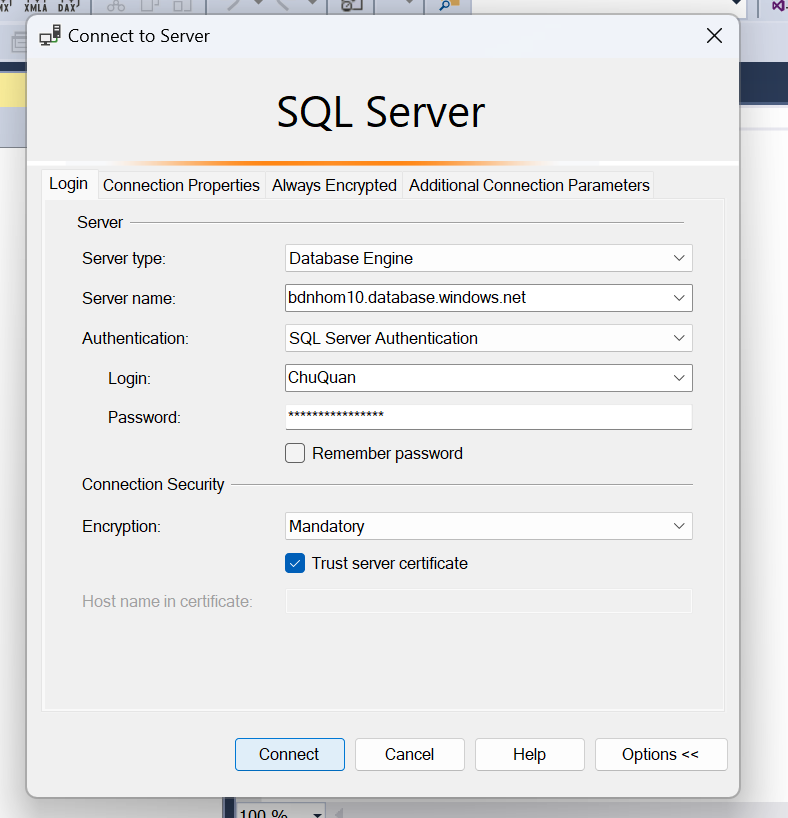 XMLA DAX
Connect to Server
SQL Server
Login Connection Properties Always Encrypted Additional Connection Parameters
Server
Server type: Database Engine
Server name: bdnhom10.database.windows.net
Authentication: SQL Server Authentication
Login: ChuQuan
Password: ****************
Remember password
Connection Security
Encryption: Mandatory
Trust server certificate
Host name in certificate:
Connect Cancel Help Options <<
100 %